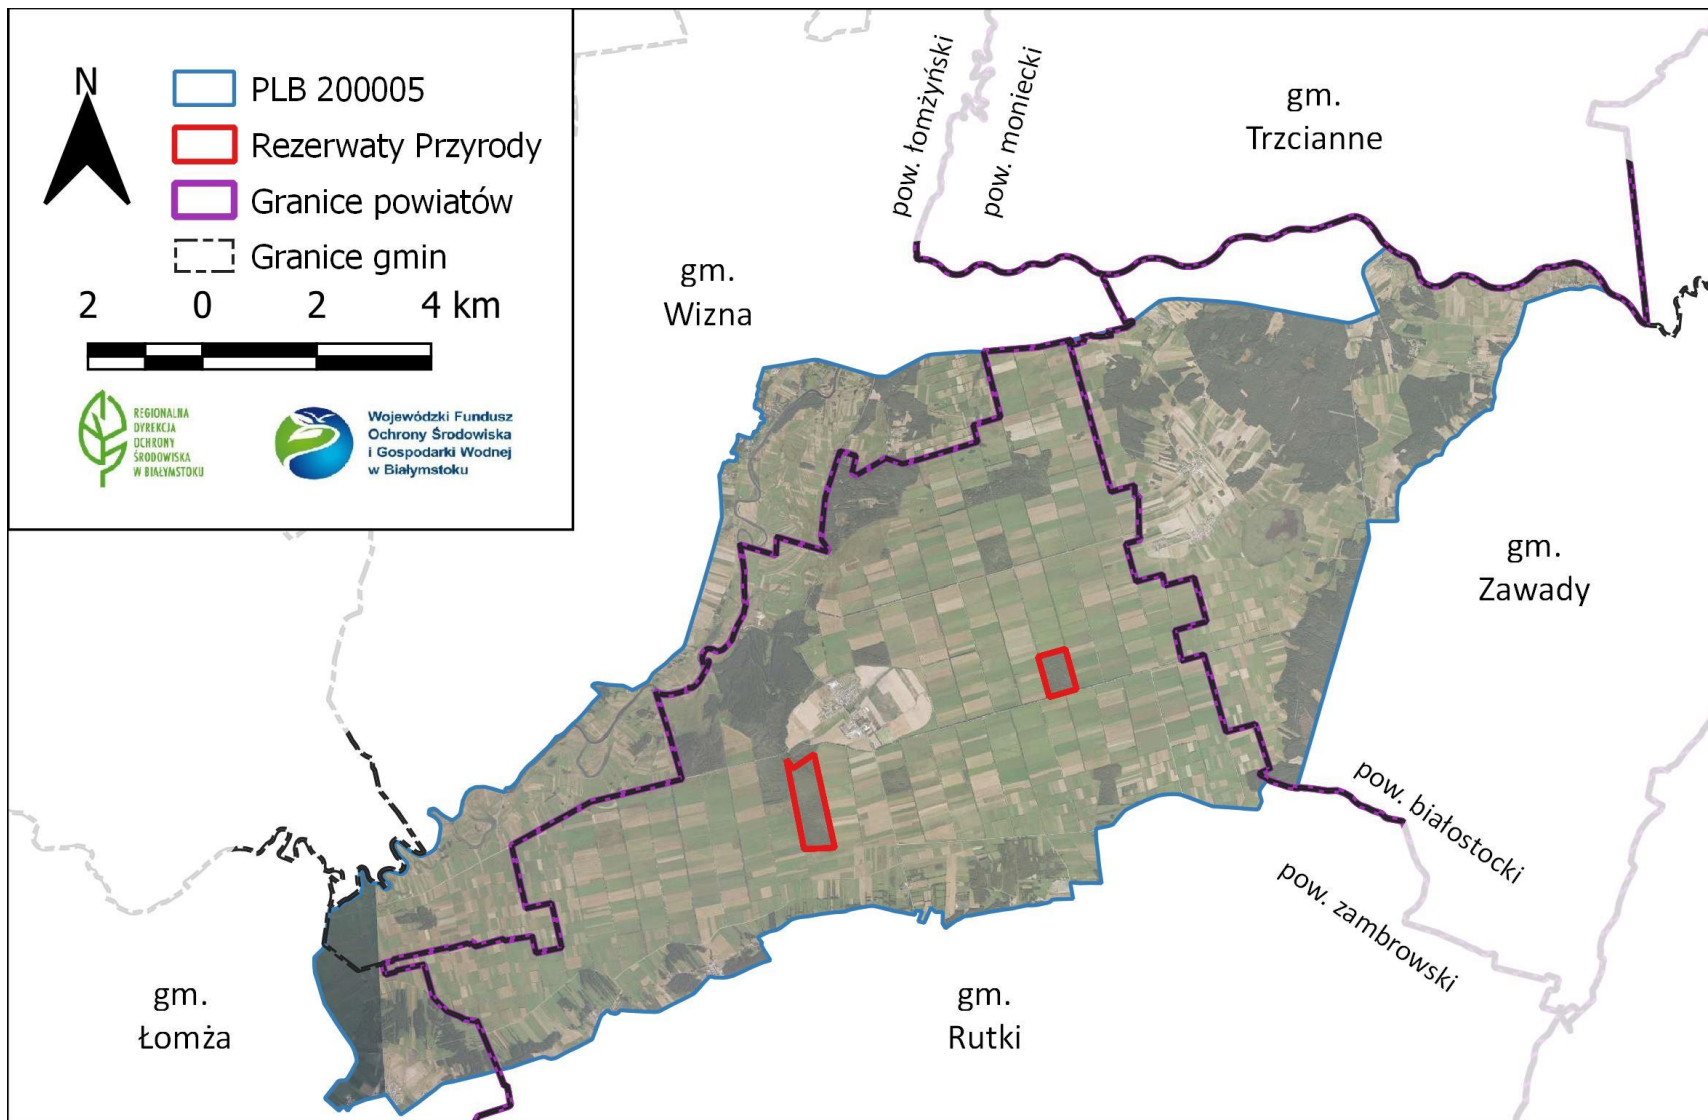 N
PLB 200005
Rezerwaty Przyrody
Granice powiatów
Granice gmin
2 0 2 4 km
REGIONALNA
DYREKCJA
OCHRONY
ŚRODOWISKA
W BIAŁYMSTOKU
Wojewódzki Fundusz
Ochrony Środowiska
i Gospodarki Wodnej
w Białymstoku
pow. łomżyński
pow. moniecki
gm.
Trzcianne
gm.
Wizna
gm.
Zawady
pow. białostocki
pow. zambrowski
gm.
Łomża
gm.
Rutki